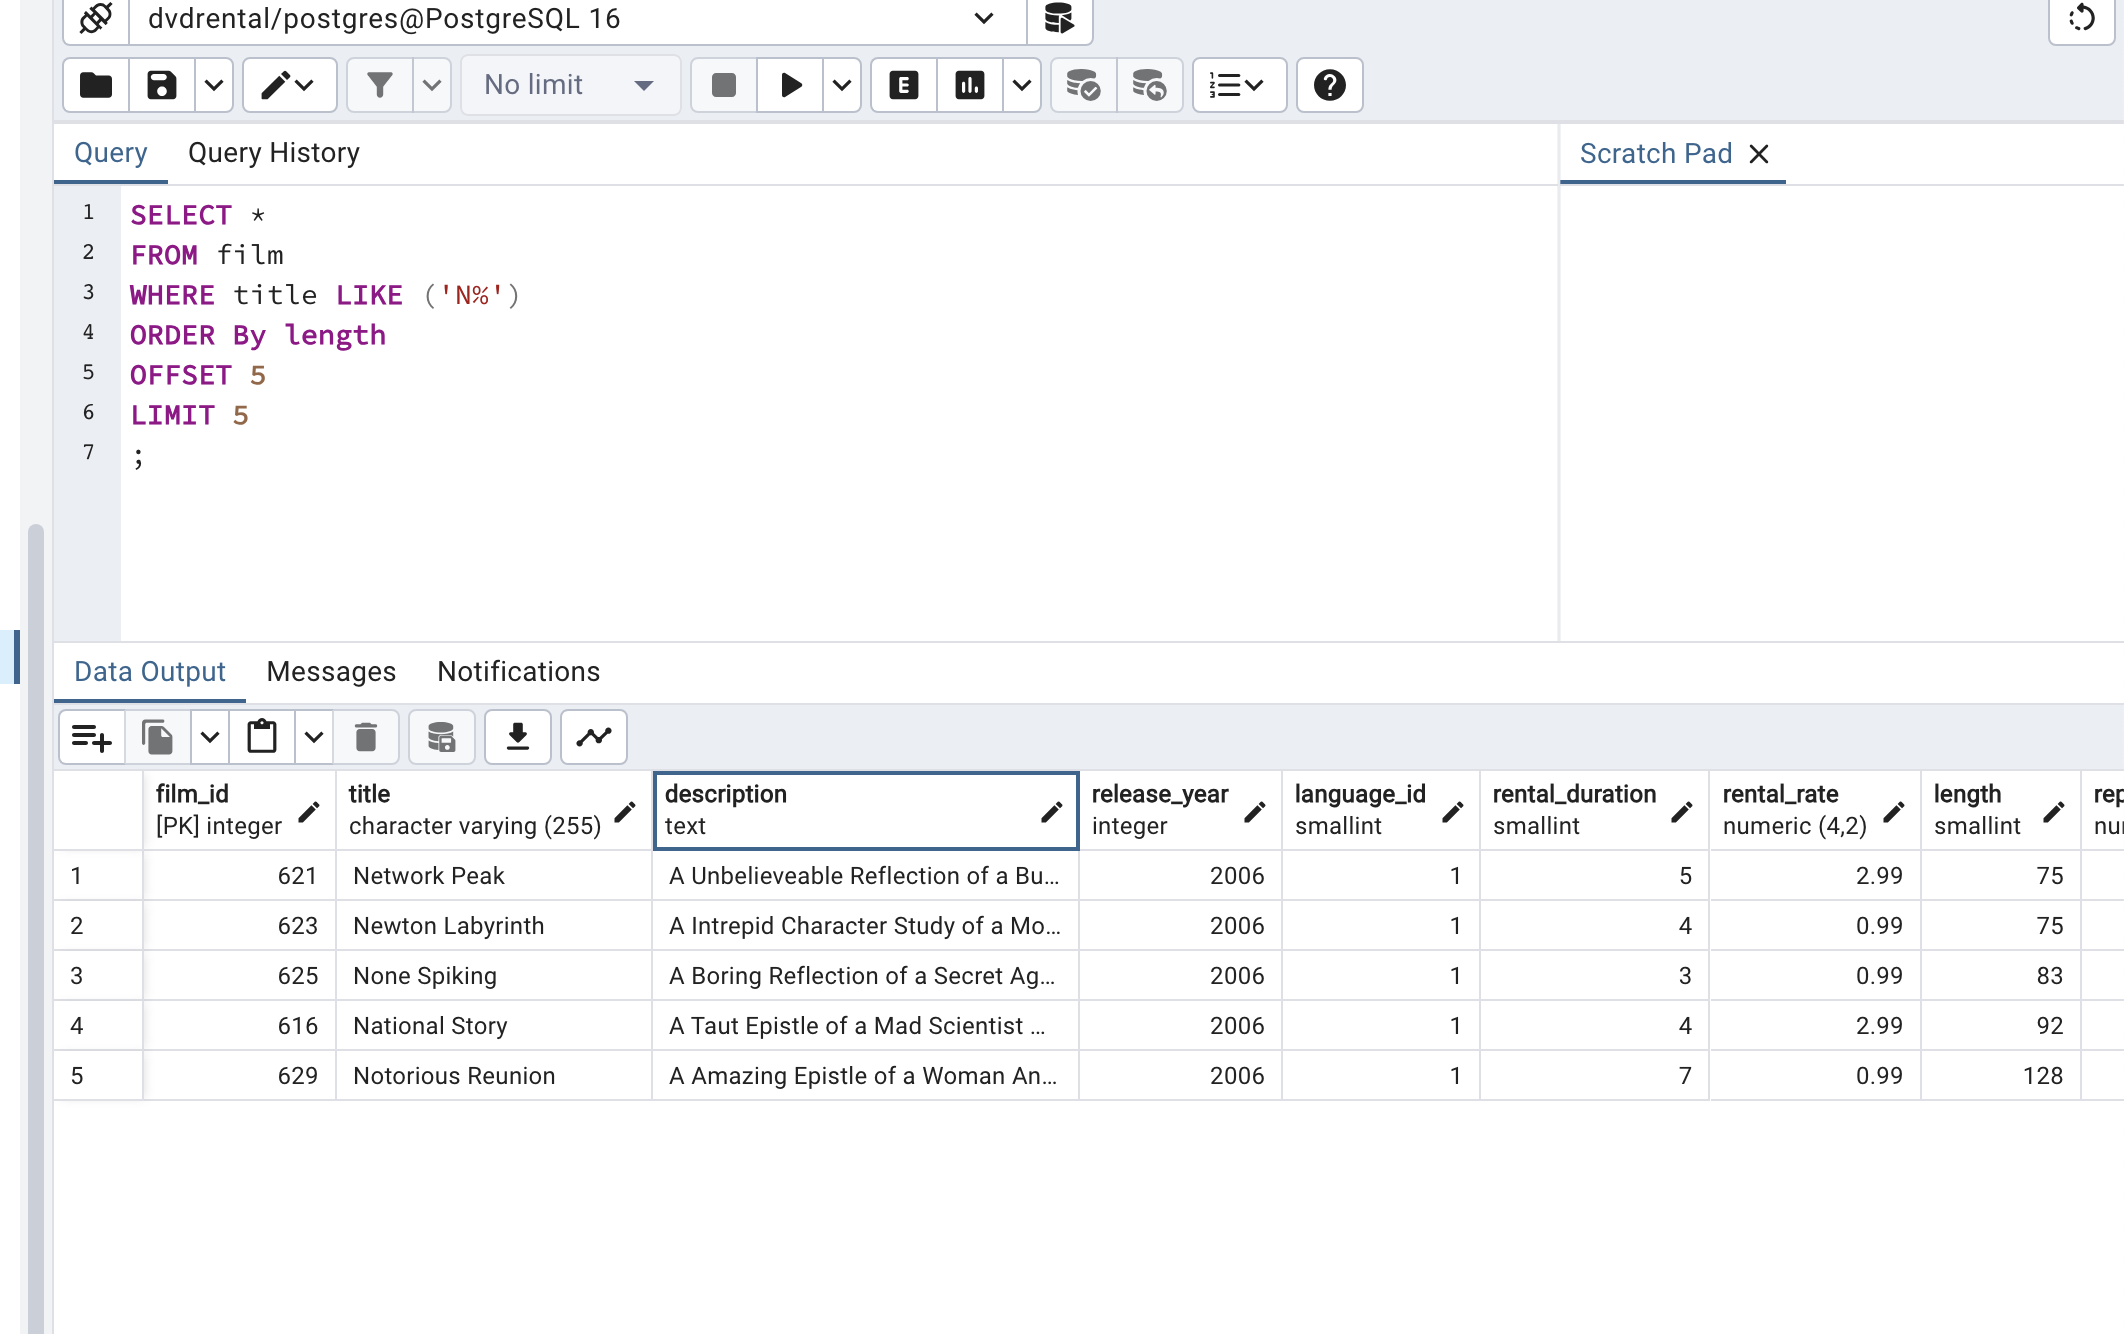 dvdrental/postgres@PostgreSQL 16
No limit
E
Query Query History Scratch Pad
1 SELECT *
2 FROM film
3 WHERE title LIKE ('N%')
4 ORDER By length
5 OFFSET 5
6 LIMIT 5
7 ;
Data Output Messages Notifications
film_id title description release_year language_id rental_duration rental_rate length rep
[PK] integer character varying (255) text integer smallint smallint numeric (4,2) smallint nu
1 621 Network Peak A Unbelieveable Reflection of a Bu... 2006 1 5 2.99 75
2 623 Newton Labyrinth A Intrepid Character Study of a Mo... 2006 1 4 0.99 75
3 625 None Spiking A Boring Reflection of a Secret Ag... 2006 1 3 0.99 83
4 616 National Story A Taut Epistle of a Mad Scientist ... 2006 1 4 2.99 92
5 629 Notorious Reunion A Amazing Epistle of a Woman An... 2006 1 7 0.99 128